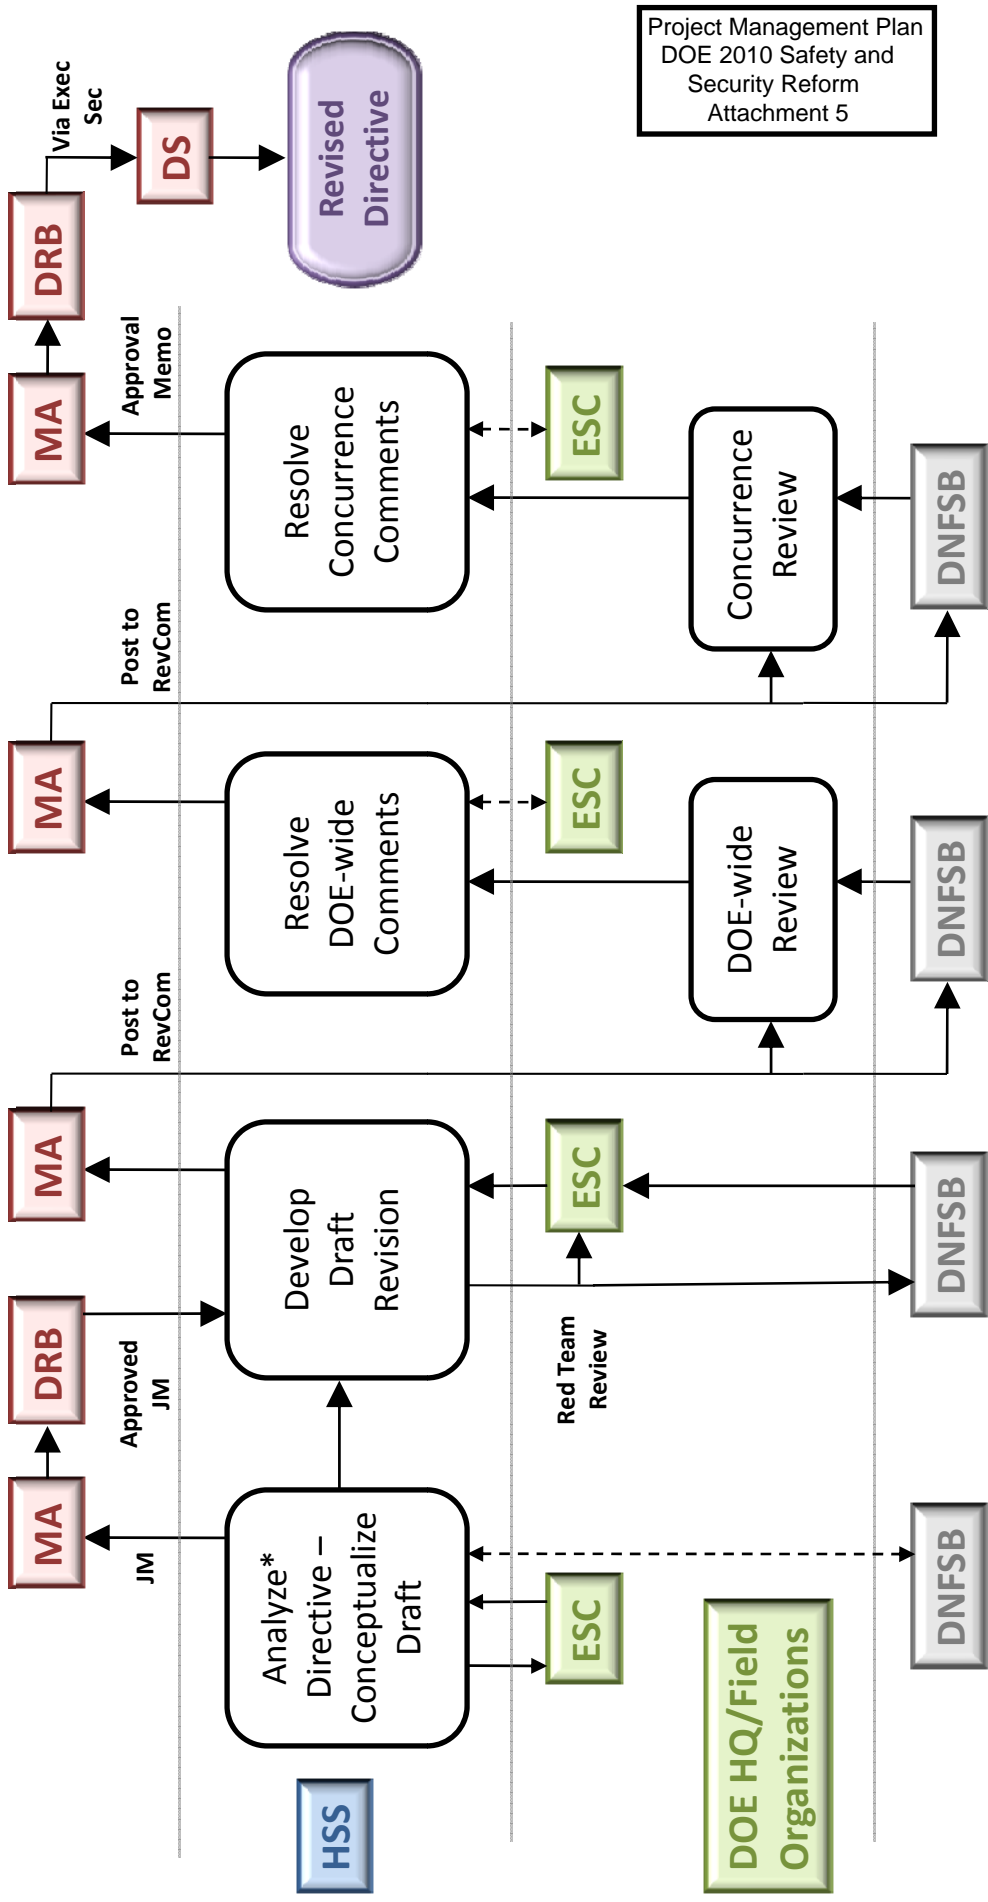 Project Management Plan
DOE 2010 Safety and
Security Reform
Attachment 5
MA
DRB
MA
MA
MA
DRB
Via Exec
Sec
DS
Revised
Directive
JM
Approved
JM
Post to
RevCom
Post to
RevCom
Approval
Memo
HSS
Analyze*
Directive –
Conceptualize
Draft
Develop
Draft
Revision
Resolve
DOE-wide
Comments
Resolve
Concurrence
Comments
ESC
Red Team
Review
ESC
ESC
ESC
DOE HQ/Field
Organizations
DOE-wide
Review
Concurrence
Review
DNFSB
DNFSB
DNFSB
DNFSB